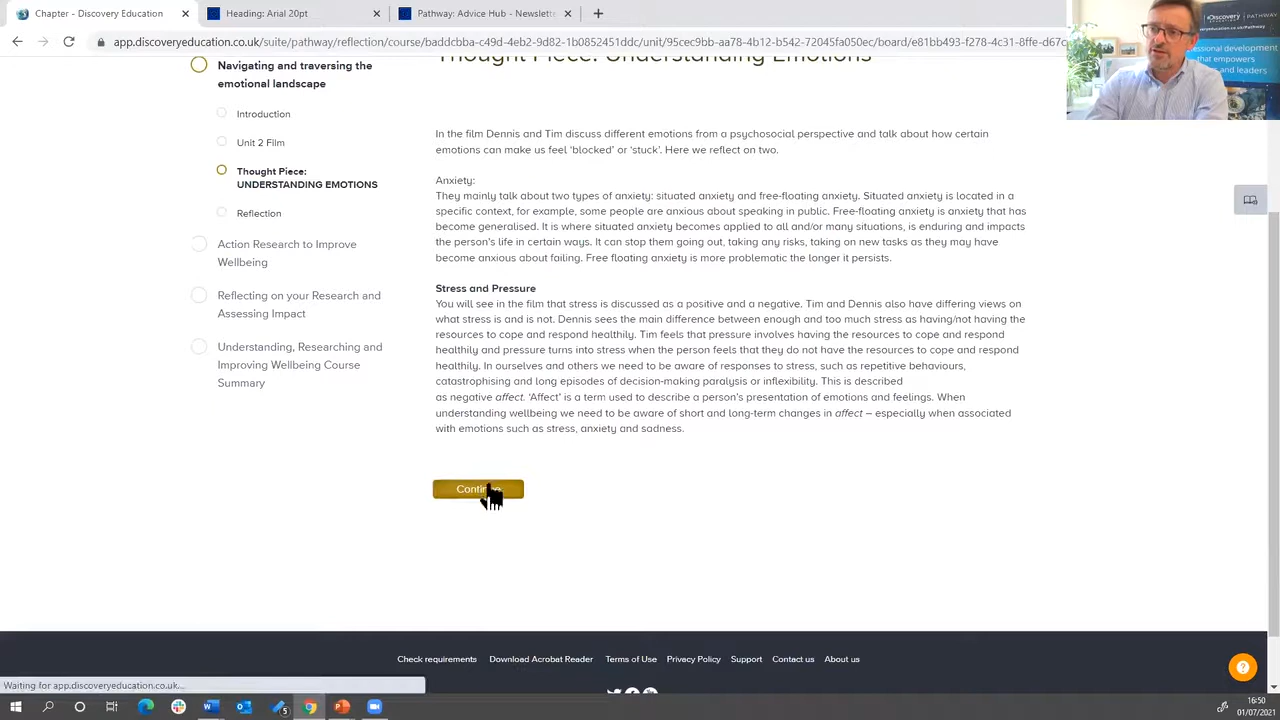 Chapter - Discovery Education
Heading: Arial 20pt
Pathway: Advice Hub - Newslette
app.discoveryeducation.co.uk/suite/pathway/reflection/course/
Discovery Education | PATHWAY
essional development
that empowers
rs and leaders
discoveryeducation.co.uk/Pathway
Navigating and traversing the
emotional landscape
Introduction
Unit 2 Film
Thought Piece:
UNDERSTANDING EMOTIONS
Reflection
Action Research to Improve
Wellbeing
Reflecting on your Research and
Assessing Impact
Understanding, Researching and
Improving Wellbeing Course
Summary
Thought Piece: Understanding Emotions
In the film Dennis and Tim discuss different emotions from a psychosocial perspective and talk about how certain
emotions can make us feel ‘blocked’ or ‘stuck’. Here we reflect on two.
Anxiety:
They mainly talk about two types of anxiety: situated anxiety and free-floating anxiety. Situated anxiety is located in a
specific context, for example, some people are anxious about speaking in public. Free-floating anxiety is anxiety that has
become generalised. It is where situated anxiety becomes applied to all and/or many situations, is enduring and impacts
the person's life in certain ways. It can stop them going out, taking any risks, taking on new tasks as they may have
become anxious about failing. Free floating anxiety is more problematic the longer it persists.
Stress and Pressure
You will see in the film that stress is discussed as a positive and a negative. Tim and Dennis also have differing views on
what stress is and is not. Dennis sees the main difference between enough and too much stress as having/not having the
resources to cope and respond healthily. Tim feels that pressure involves having the resources to cope and respond
healthily and pressure turns into stress when the person feels that they do not have the resources to cope and respond
healthily. In ourselves and others we need to be aware of responses to stress, such as repetitive behaviours,
catastrophising and long episodes of decision-making paralysis or inflexibility. This is described
as negative affect. ‘Affect’ is a term used to describe a person's presentation of emotions and feelings. When
understanding wellbeing we need to be aware of short and long-term changes in affect – especially when associated
with emotions such as stress, anxiety and sadness.
Continue
Check requirements Download Acrobat Reader Terms of Use Privacy Policy Support Contact us About us
Waiting for app.discoveryeducation.co.uk...
16:50
01/07/2021